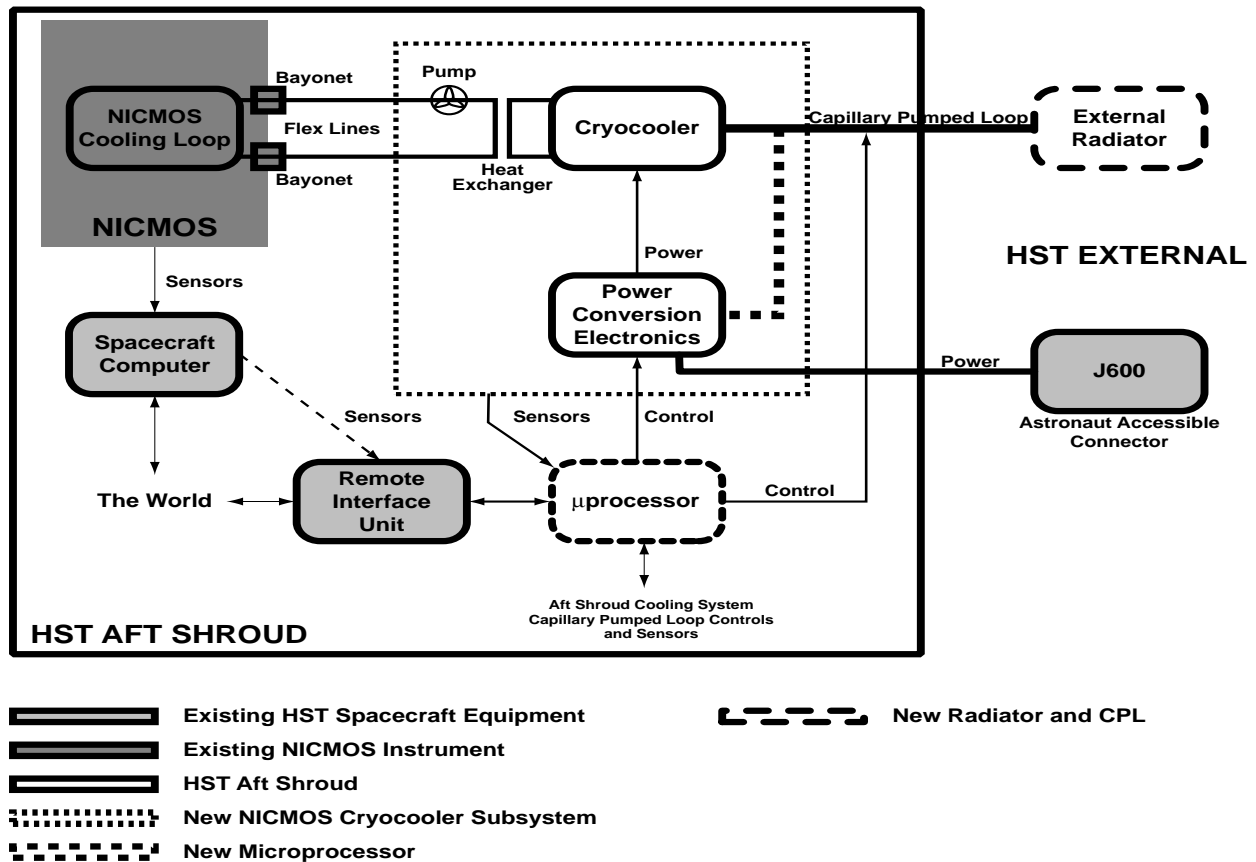 Bayonet
Pump
NICMOS
Cooling Loop
Flex Lines
Cryocooler
Capillary Pumped Loop
External
Radiator
Heat
Exchanger
Bayonet
NICMOS
HST EXTERNAL
Sensors
Power
Power
Conversion
Electronics
Spacecraft
Computer
Power
J600
Astronaut Accessible
Connector
Sensors
Sensors
Control
The World
Remote
Interface
Unit
μprocessor
Control
Aft Shroud Cooling System
Capillary Pumped Loop Controls
and Sensors
HST AFT SHROUD
Existing HST Spacecraft Equipment
New Radiator and CPL
Existing NICMOS Instrument
HST Aft Shroud
New NICMOS Cryocooler Subsystem
New Microprocessor